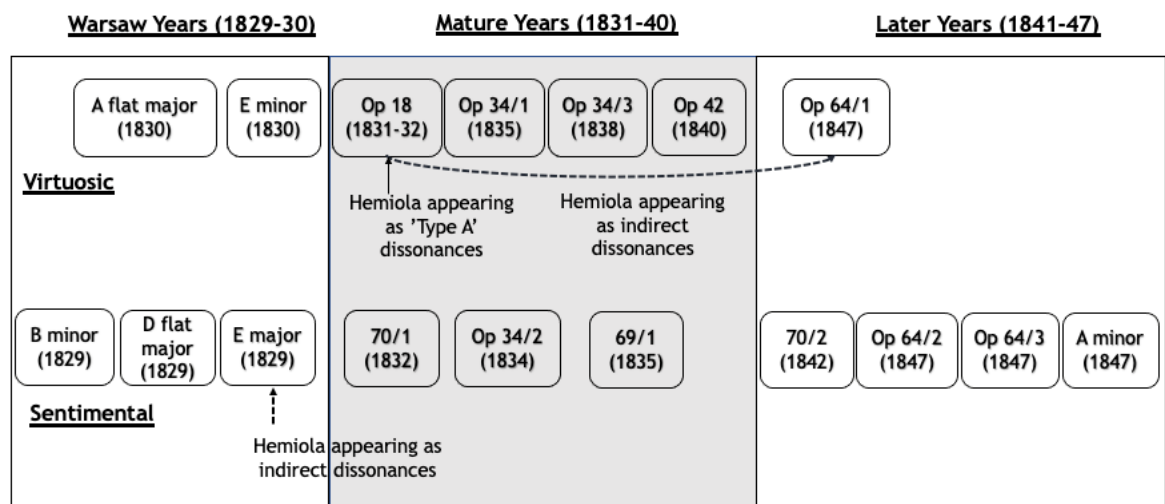 Warsaw Years (1829-30)
Mature Years (1831-40)
Later Years (1841-47)
A flat major
(1830)
E minor
(1830)
Op 18
(1831-32)
Op 34/1
(1835)
Op 34/3
(1838)
Op 42
(1840)
Op 64/1
(1847)
Virtuosic
Hemiola appearing
as ’Type A’
dissonances
Hemiola appearing
as indirect
dissonances
B minor
(1829)
D flat
major
(1829)
E major
(1829)
70/1
(1832)
Op 34/2
(1834)
69/1
(1835)
70/2
(1842)
Op 64/2
(1847)
Op 64/3
(1847)
A minor
(1847)
Sentimental
Hemiola appearing as
indirect dissonances